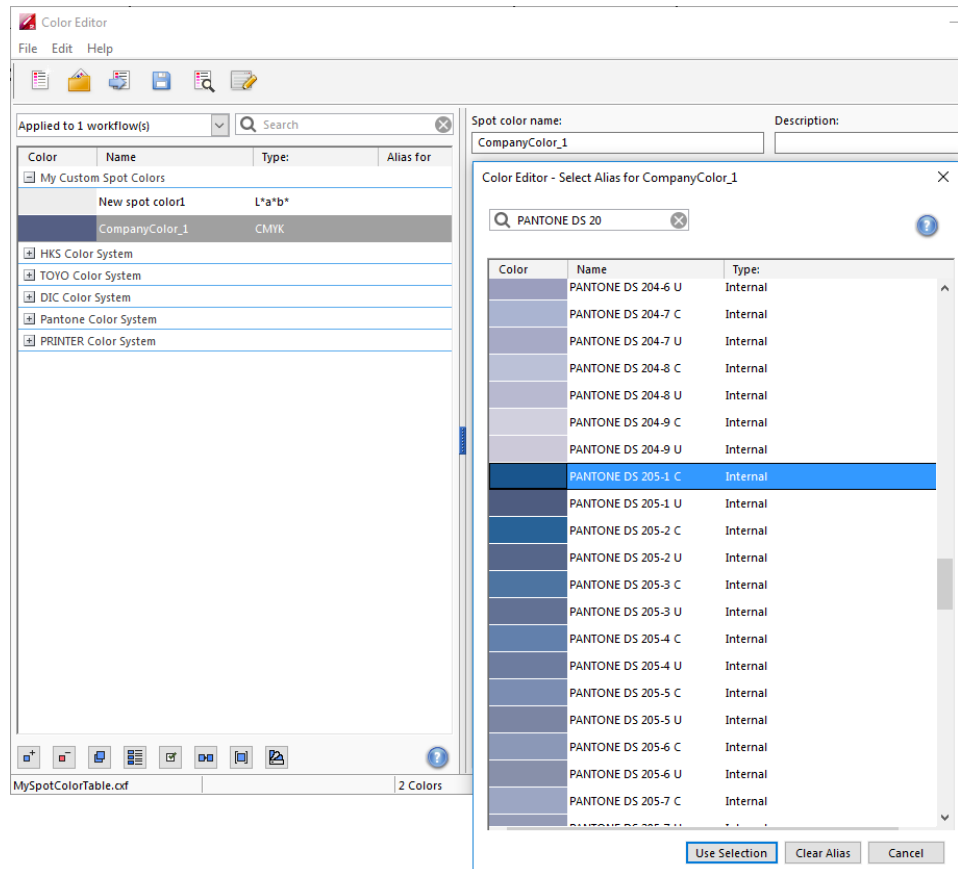 Color Editor
File Edit Help
Applied to 1 workflow(s) Search
Color Name Type: Alias for
My Custom Spot Colors
New spot color1 L*a*b*
CompanyColor_1 CMYK
HKS Color System
TOYO Color System
DIC Color System
Pantone Color System
PRINTER Color System
MySpotColorTable.cxf 2 Colors
Spot color name: Description:
CompanyColor_1
Color Editor - Select Alias for CompanyColor_1
PANTONE DS 20
Color Name Type:
PANTONE DS 204-6 U Internal
PANTONE DS 204-7 C Internal
PANTONE DS 204-7 U Internal
PANTONE DS 204-8 C Internal
PANTONE DS 204-8 U Internal
PANTONE DS 204-9 C Internal
PANTONE DS 204-9 U Internal
PANTONE DS 205-1 C Internal
PANTONE DS 205-1 U Internal
PANTONE DS 205-2 C Internal
PANTONE DS 205-2 U Internal
PANTONE DS 205-3 C Internal
PANTONE DS 205-3 U Internal
PANTONE DS 205-4 C Internal
PANTONE DS 205-4 U Internal
PANTONE DS 205-5 C Internal
PANTONE DS 205-5 U Internal
PANTONE DS 205-6 C Internal
PANTONE DS 205-6 U Internal
PANTONE DS 205-7 C Internal
Use Selection Clear Alias Cancel